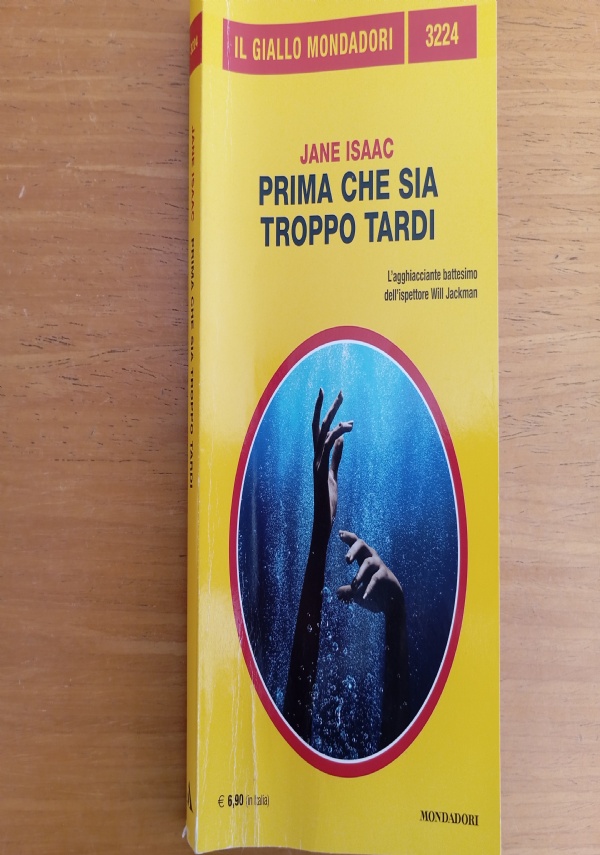 IL GIALLO MONDADORI 3224
JANE ISAAC
PRIMA CHE SIA
TROPPO TARDI
L'agghiacciante battesimo
dell'ispettore Will Jackman
€ 6,90 (in Italia)
MONDADORI
3224
JANE ISAAC PRIMA CHE SIA TROPPO TARDI